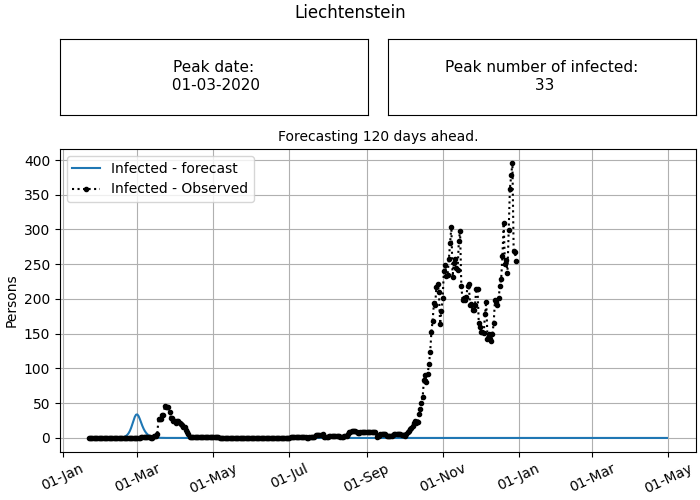 Liechtenstein
Peak date:
01-03-2020
Peak number of infected:
33
Forecasting 120 days ahead.
Infected - forecast
Infected - Observed
Persons
400
350
300
250
200
150
100
50
0
01-Jan
01-Mar
01-May
01-Jul
01-Sep
01-Nov
01-Jan
01-Mar
01-May